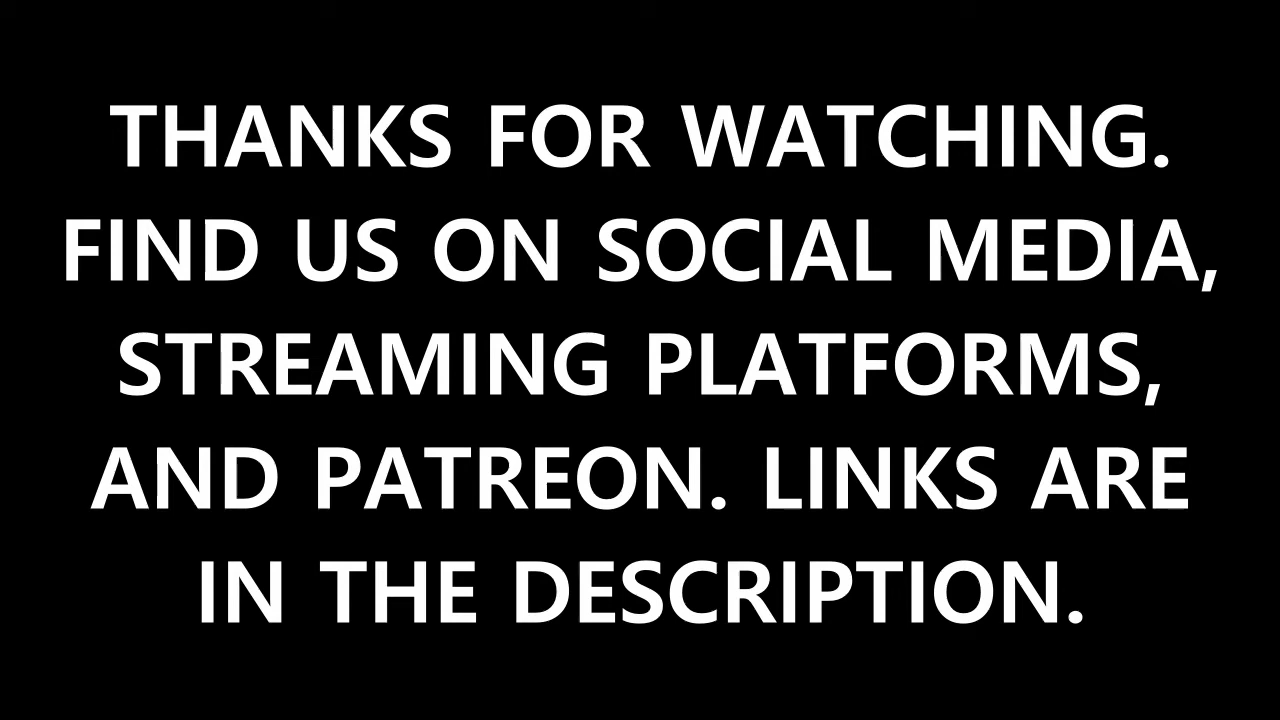 THANKS FOR WATCHING.
FIND US ON SOCIAL MEDIA,
STREAMING PLATFORMS,
AND PATREON. LINKS ARE
IN THE DESCRIPTION.